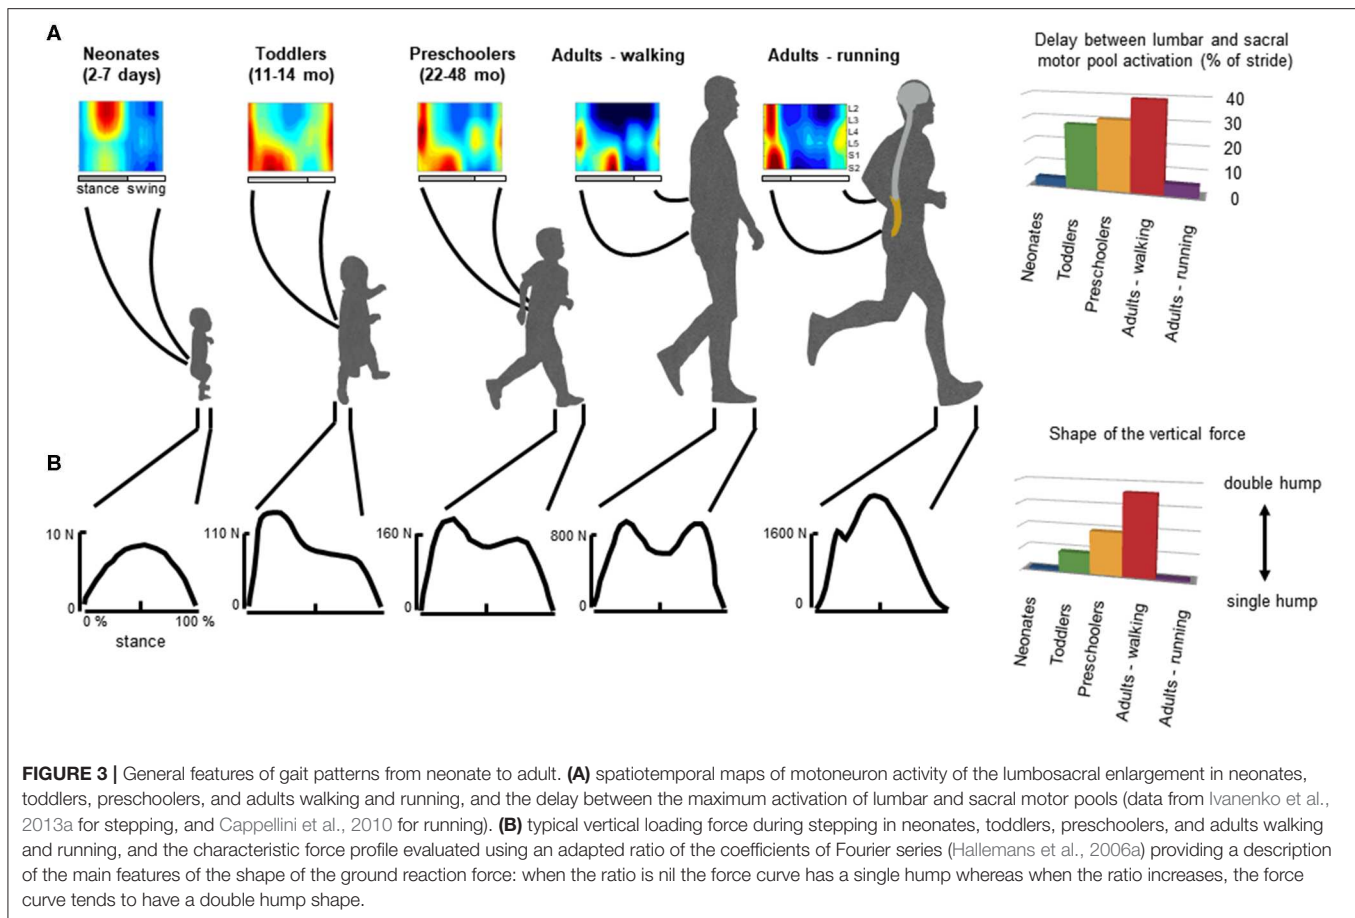 A
Neonates
(2-7 days)
Toddlers
(11-14 mo)
Preschoolers
(22-48 mo)
Adults - walking
Adults - running
L2
L3
L4
L5
S1
S2
stance swing
Delay between lumbar and sacral
motor pool activation (% of stride)
40
30
20
10
0
Neonates
Toddlers
Preschoolers
Adults - walking
Adults - running
B
10 N
0
0 %
100 %
stance
110 N
0
160 N
0
800 N
0
1600 N
0
Shape of the vertical force
double hump
single hump
Neonates
Toddlers
Preschoolers
Adults - walking
Adults - running
FIGURE 3 | General features of gait patterns from neonate to adult. (A) spatiotemporal maps of motoneuron activity of the lumbosacral enlargement in neonates,
toddlers, preschoolers, and adults walking and running, and the delay between the maximum activation of lumbar and sacral motor pools (data from Ivanenko et al.,
2013a for stepping, and Cappellini et al., 2010 for running). (B) typical vertical loading force during stepping in neonates, toddlers, preschoolers, and adults walking
and running, and the characteristic force profile evaluated using an adapted ratio of the coefficients of Fourier series (Hallemans et al., 2006a) providing a description
of the main features of the shape of the ground reaction force: when the ratio is nil the force curve has a single hump whereas when the ratio increases, the force
curve tends to have a double hump shape.